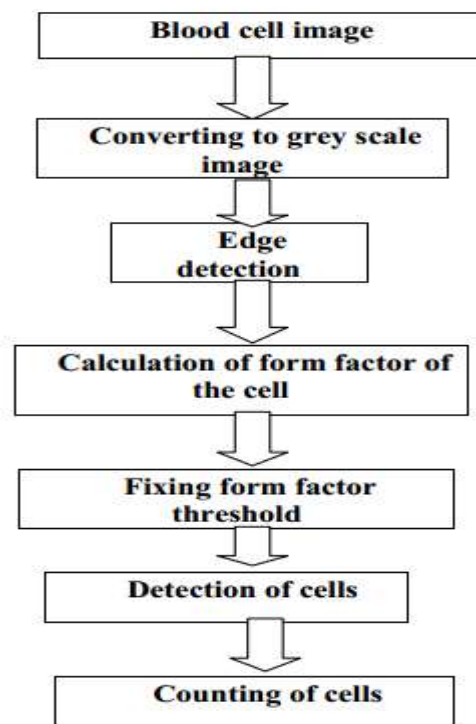 Blood cell image
Converting to grey scale
image
Edge
detection
Calculation of form factor of
the cell
Fixing form factor
threshold
Detection of cells
Counting of cells